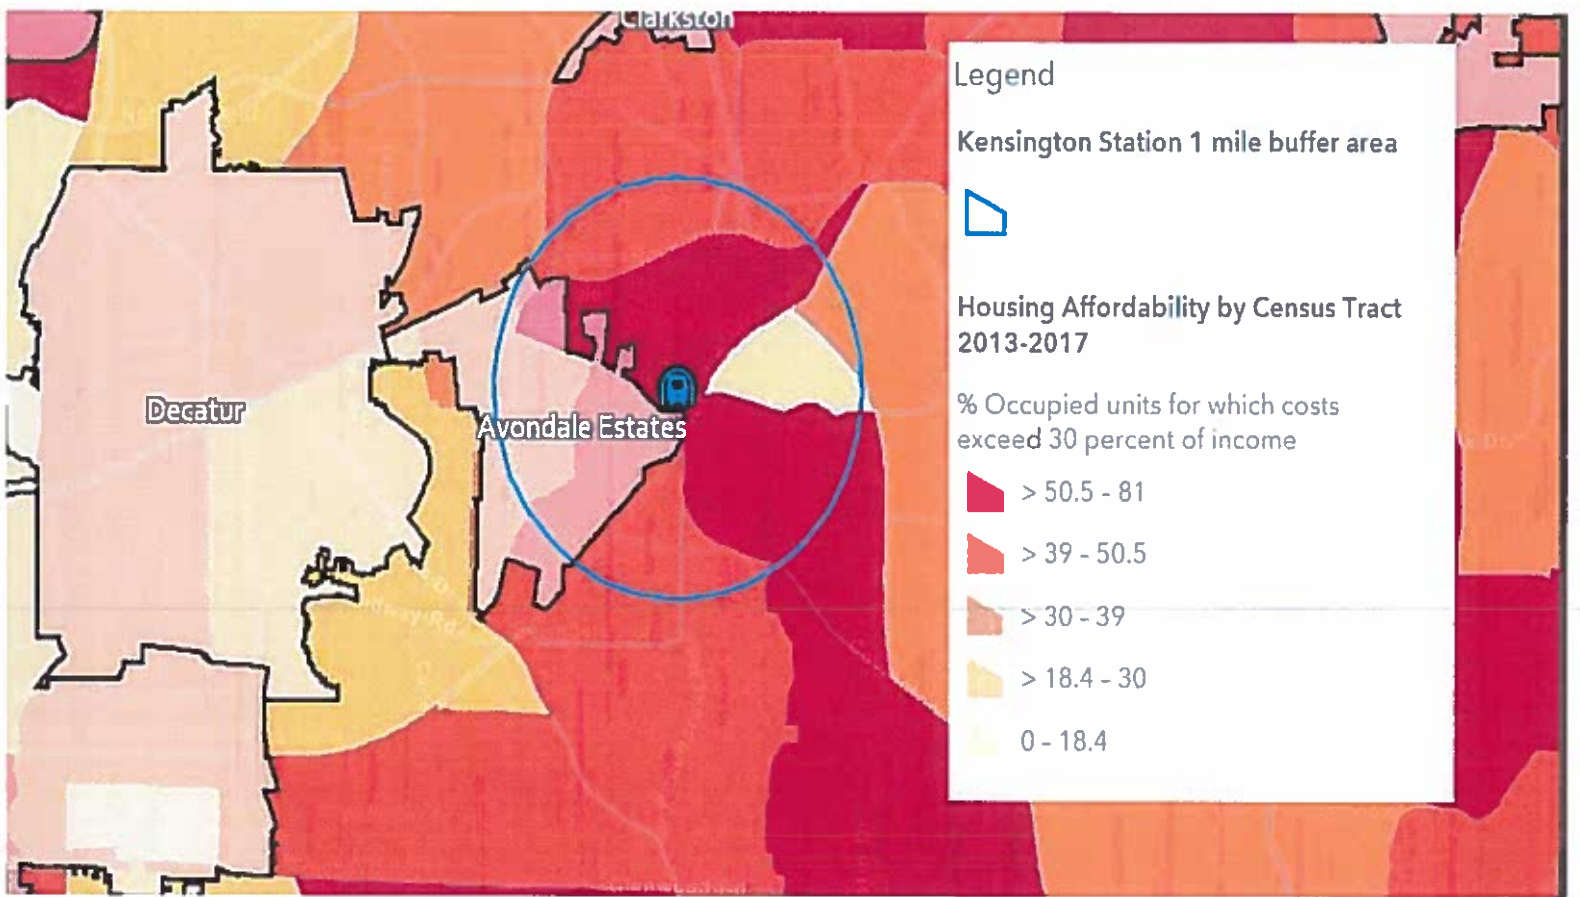 Clarkston
Legend
Kensington Station 1 mile buffer area
Housing Affordability by Census Tract
2013-2017
% Occupied units for which costs
exceed 30 percent of income
> 50.5 - 81
> 39 - 50.5
> 30 - 39
> 18.4 - 30
0 - 18.4
Decatur
Avondale Estates